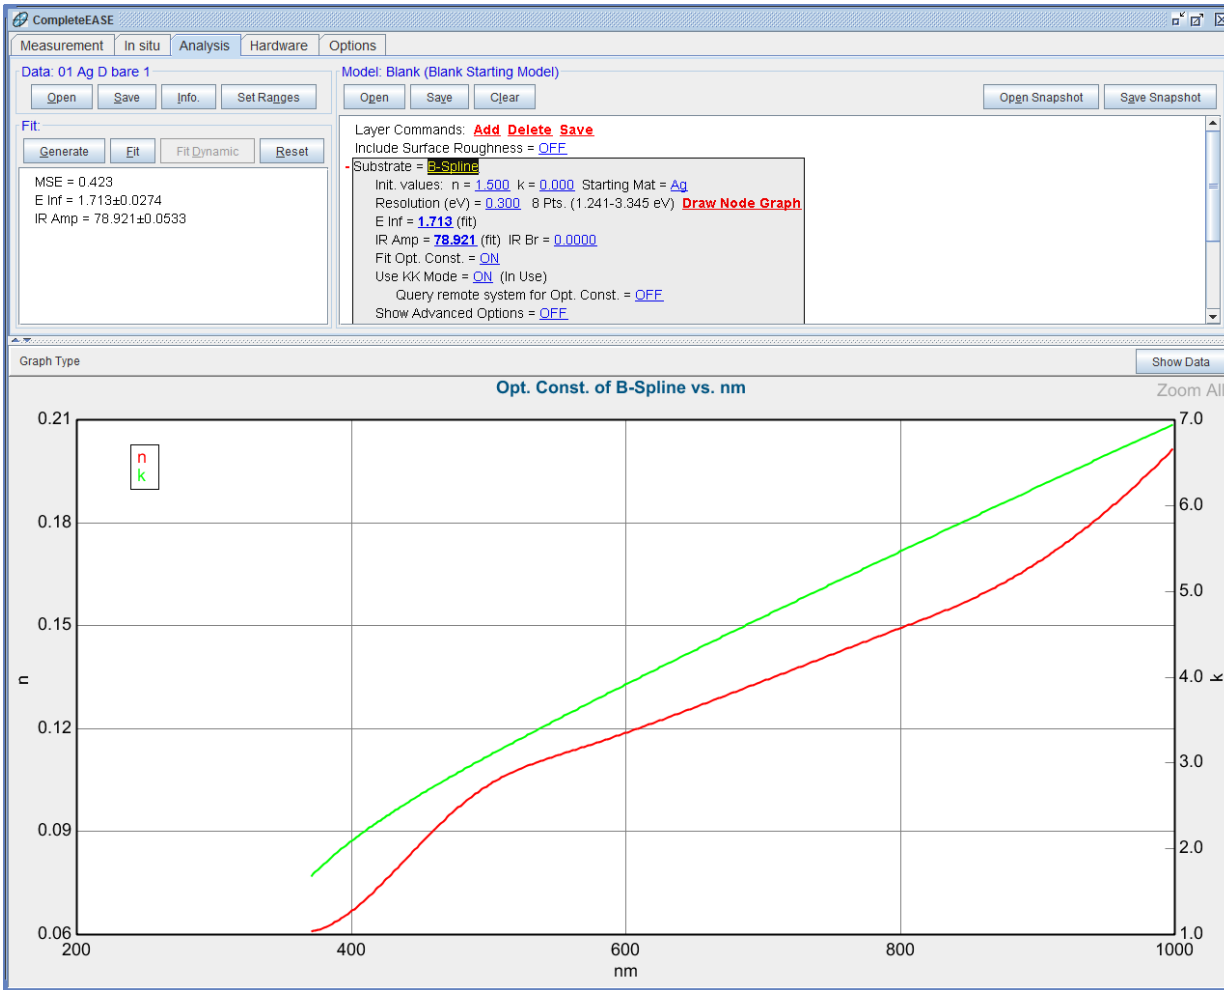 CompleteEASE
Measurement In situ Analysis Hardware Options
Data: 01 Ag D bare 1
Open Save Info. Set Ranges
Fit:
Generate Fit Fit Dynamic Reset
MSE = 0.423
E Inf = 1.713±0.0274
IR Amp = 78.921±0.0533
Model: Blank (Blank Starting Model)
Open Save Clear Open Snapshot Save Snapshot
Layer Commands: Add Delete Save
Include Surface Roughness = OFF
- Substrate = B-Spline
Init. values: n = 1.500 k = 0.000 Starting Mat = Ag
Resolution (eV) = 0.300 8 Pts. (1.241-3.345 eV) Draw Node Graph
E Inf = 1.713 (fit)
IR Amp = 78.921 (fit) IR Br = 0.0000
Fit Opt. Const. = ON
Use KK Mode = ON (In Use)
Query remote system for Opt. Const. = OFF
Show Advanced Options = OFF
Graph Type Show Data
Opt. Const. of B-Spline vs. nm
Zoom All
0.21 7.0
n
k
0.18 6.0
0.15 5.0
n 4.0 k
0.12 3.0
0.09 2.0
0.06 1.0
200 400 600 800 1000
nm